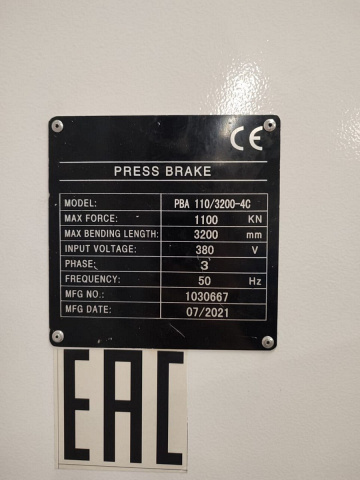 CE
PRESS BRAKE
MODEL: PBA 110/3200-4C
MAX FORCE: 1100 KN
MAX BENDING LENGTH: 3200 mm
INPUT VOLTAGE: 380 V
PHASE: 3
FREQUENCY: 50 Hz
MFG NO.: 1030667
MFG DATE: 07/2021
EAC